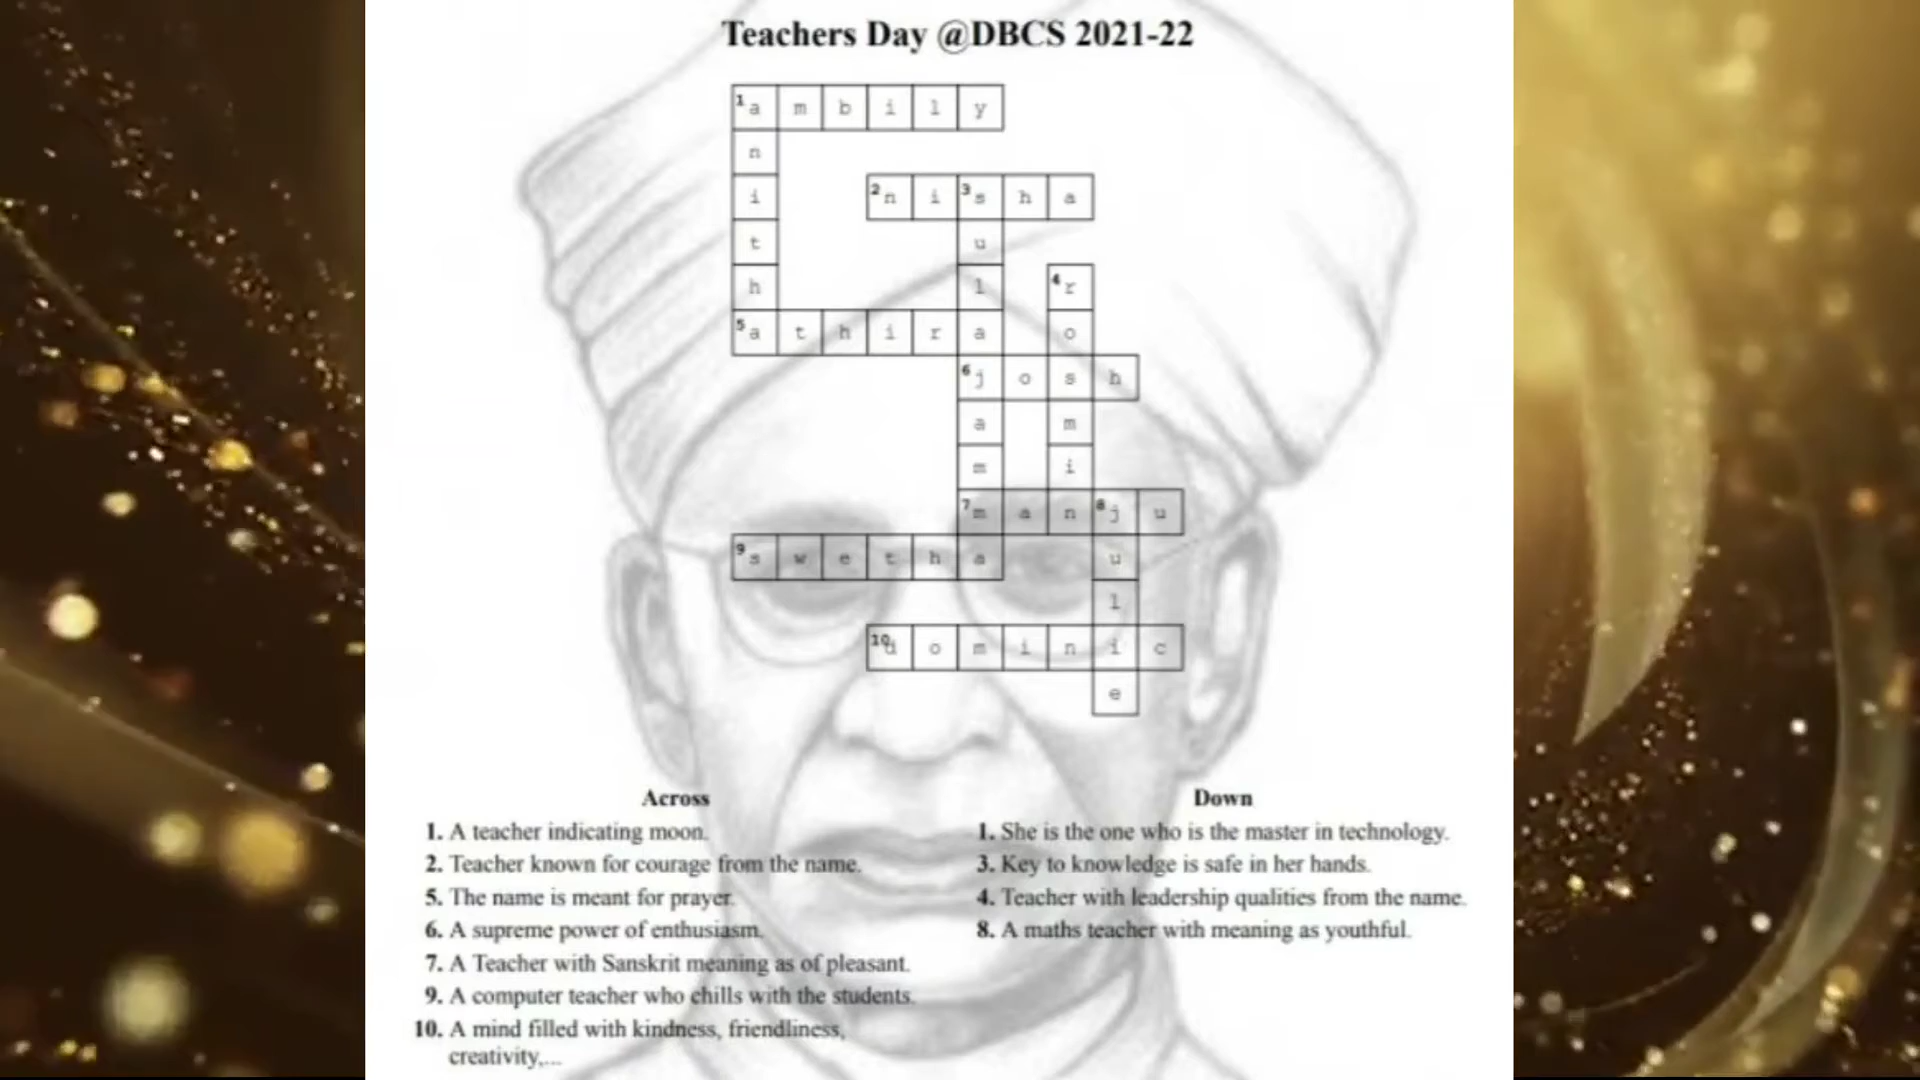 Teachers Day @DBCS 2021-22
1a m b i l y
n
i 2n i 3s h a
t u
h l 4r
5a t h i r a o
6j o s h
a m
m i
7m a n 8j u
9s w e t h a u
l
10d o m i n i c
e
Across
1. A teacher indicating moon.
2. Teacher known for courage from the name.
5. The name is meant for prayer.
6. A supreme power of enthusiasm.
7. A Teacher with Sanskrit meaning as of pleasant.
9. A computer teacher who chills with the students.
10. A mind filled with kindness, friendliness,
creativity,...
Down
1. She is the one who is the master in technology.
3. Key to knowledge is safe in her hands.
4. Teacher with leadership qualities from the name.
8. A maths teacher with meaning as youthful.